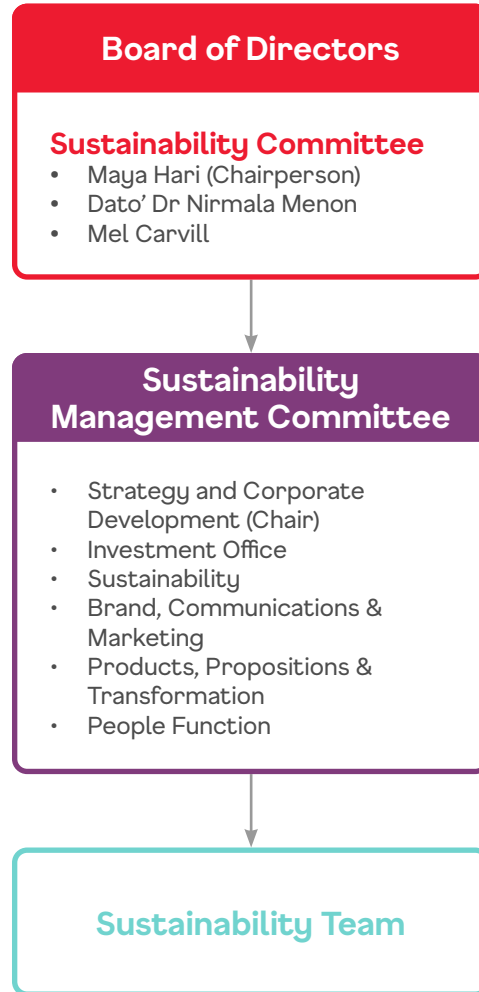 Board of Directors
Sustainability Committee
• Maya Hari (Chairperson)
• Dato’ Dr Nirmala Menon
• Mel Carvill
Sustainability
Management Committee
• Strategy and Corporate
Development (Chair)
• Investment Office
• Sustainability
• Brand, Communications &
Marketing
• Products, Propositions &
Transformation
• People Function
Sustainability Team